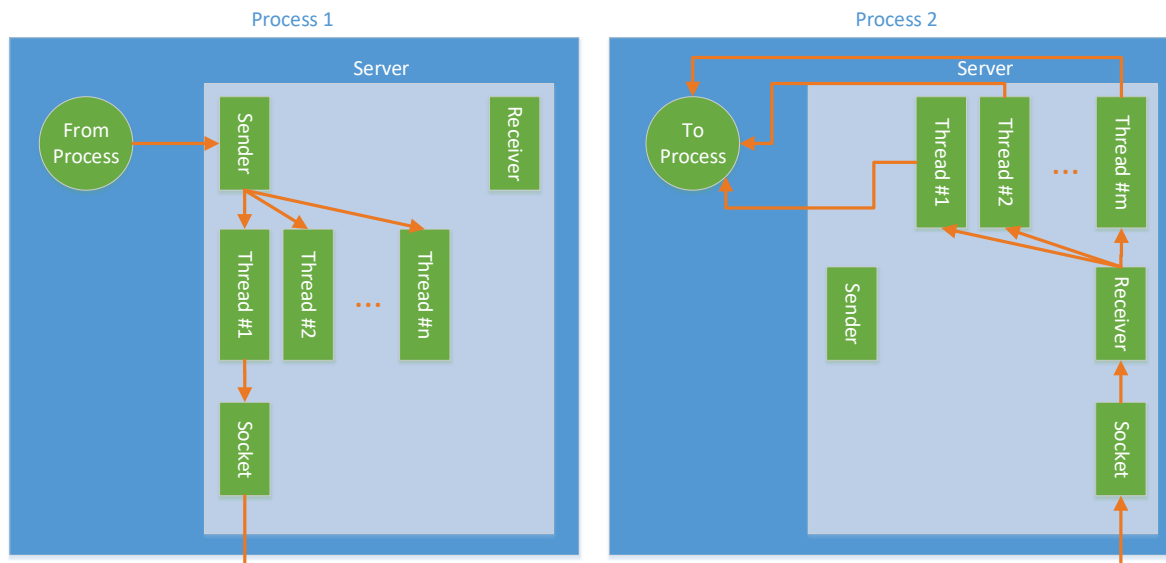 Process 1
Server
From
Process
Sender
Receiver
Thread #1
Thread #2
...
Thread #n
Socket
Process 2
Server
To
Process
Thread #1
Thread #2
...
Thread #m
Sender
Receiver
Socket